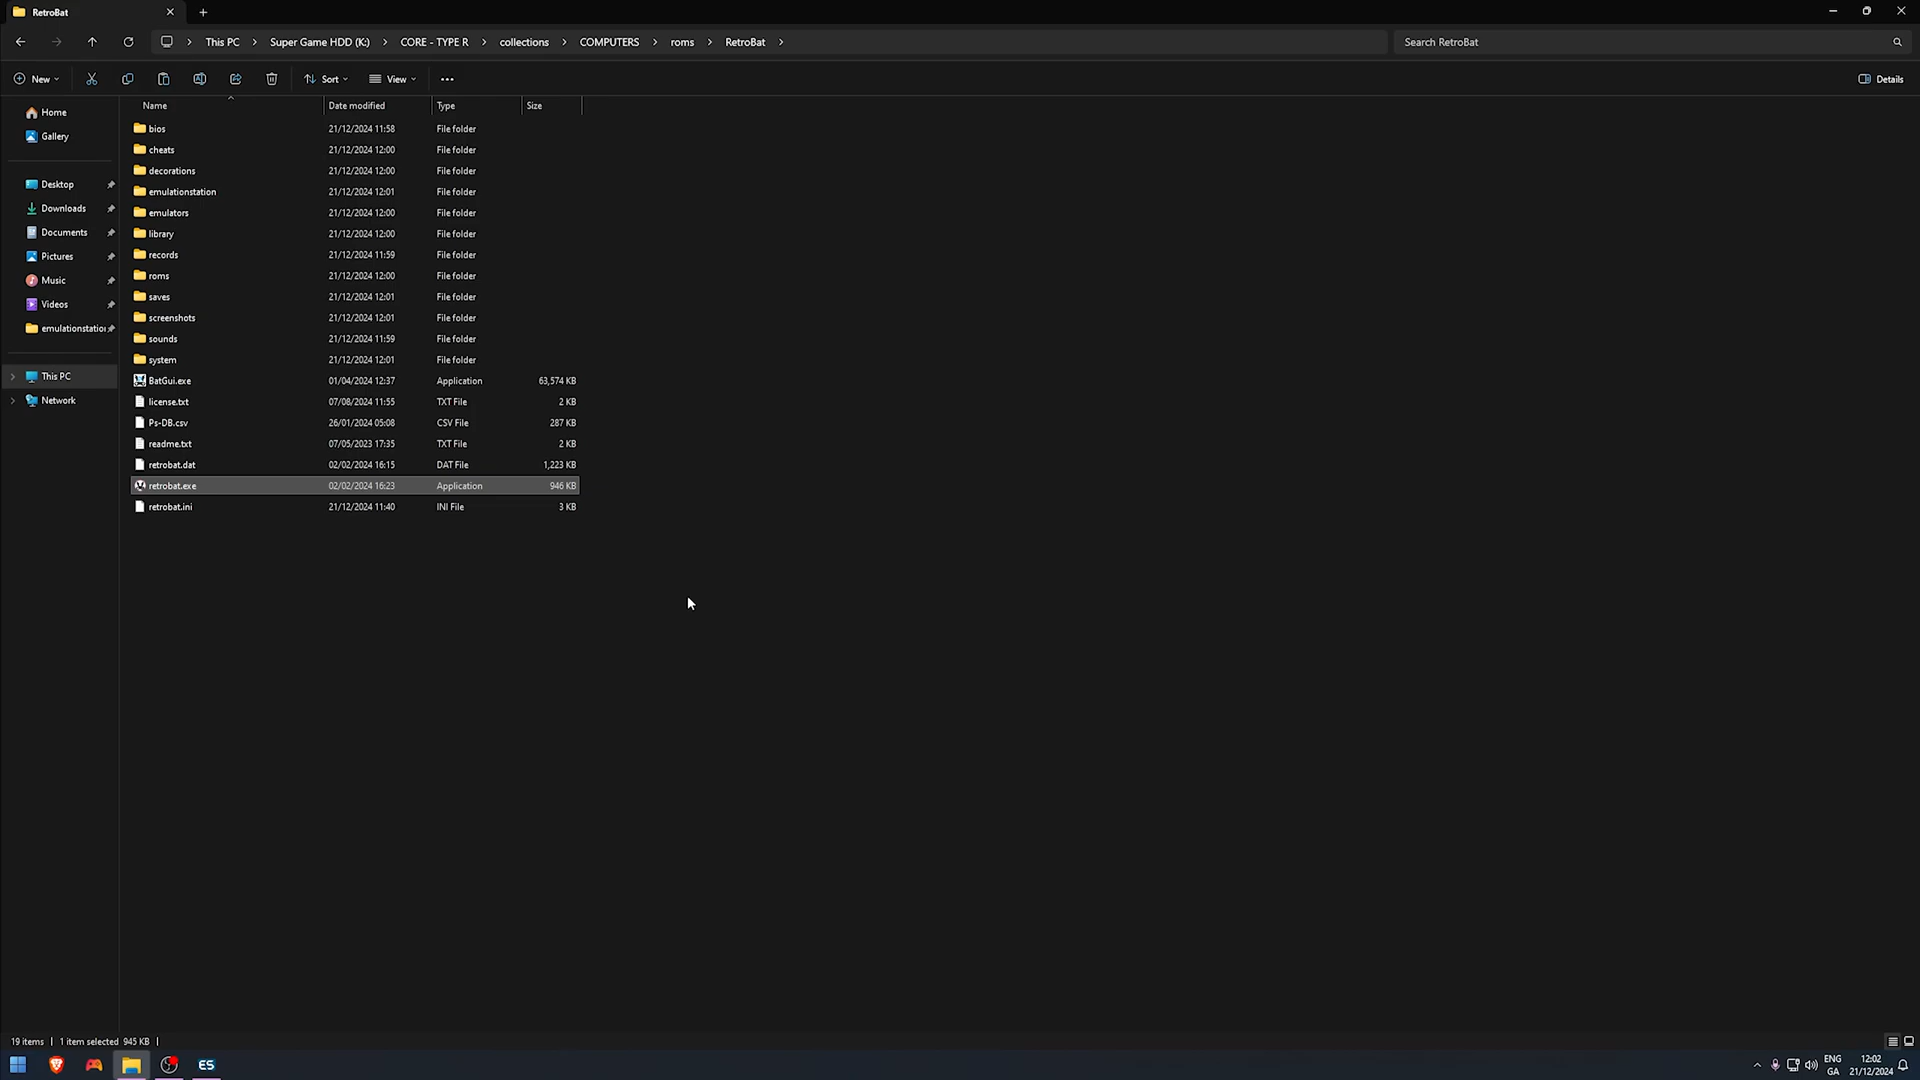 RetroBat
This PC > Super Game HDD (K:) > CORE - TYPE R > collections > COMPUTERS > roms > RetroBat >
Search RetroBat
New
Sort
View
Details
Name Date modified Type Size
Home
Gallery
Desktop
Downloads
Documents
Pictures
Music
Videos
emulationstation
This PC
Network
bios 21/12/2024 11:58 File folder
cheats 21/12/2024 12:00 File folder
decorations 21/12/2024 12:00 File folder
emulationstation 21/12/2024 12:01 File folder
emulators 21/12/2024 12:00 File folder
library 21/12/2024 12:00 File folder
records 21/12/2024 11:59 File folder
roms 21/12/2024 12:00 File folder
saves 21/12/2024 12:01 File folder
screenshots 21/12/2024 12:01 File folder
sounds 21/12/2024 11:59 File folder
system 21/12/2024 12:01 File folder
BatGui.exe 01/04/2024 12:37 Application 63,574 KB
license.txt 07/08/2024 11:55 TXT File 2 KB
Ps-DB.csv 26/01/2024 05:08 CSV File 287 KB
readme.txt 07/05/2023 17:35 TXT File 2 KB
retrobat.dat 02/02/2024 16:15 DAT File 1,223 KB
retrobat.exe 02/02/2024 16:23 Application 946 KB
retrobat.ini 21/12/2024 11:40 INI File 3 KB
19 items 1 item selected 945 KB
ES
ENG
GA
12:02
21/12/2024